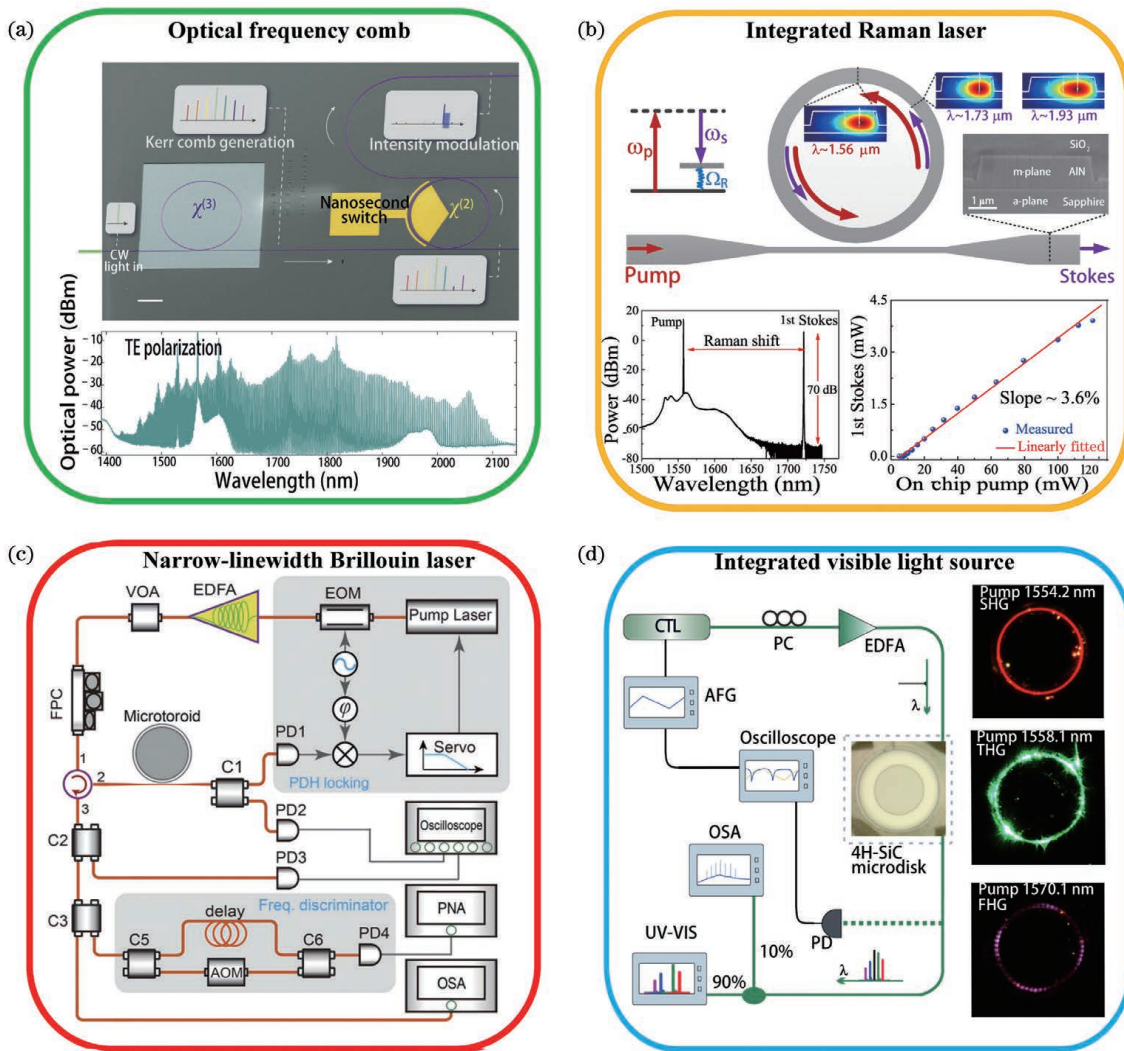 (a)
Optical frequency comb
Kerr comb generation
Intensity modulation
χ(3)
Nanosecond
switch
χ(2)
CW
light in
Optical power (dBm)
TE polarization
−10
−20
−30
−40
−50
−60
1400
1500
1600
1700
1800
1900
2000
2100
Wavelength (nm)
(b)
Integrated Raman laser
ωp
ωs
ΩR
λ~1.56 μm
λ~1.73 μm
λ~1.93 μm
SiO2
m-plane
AlN
1 μm
a-plane
Sapphire
Pump
Stokes
Power (dBm)
20
0
−20
−40
−60
−80
Pump
1st Stokes
Raman shift
70 dB
1500
1550
1600
1650
1700
1750
Wavelength (nm)
1st Stokes (mW)
4.5
3.6
2.7
1.8
0.9
0.0
Slope ~ 3.6%
Measured
Linearly fitted
0
20
40
60
80
100
120
On chip pump (mW)
(c)
Narrow-linewidth Brillouin laser
VOA
EDFA
EOM
Pump Laser
FPC
φ
Microtoroid
PD1
Servo
1
2
3
C1
PDH locking
PD2
Oscilloscope
C2
PD3
C3
delay
Freq. discriminator
PNA
C5
C6
PD4
AOM
OSA
(d)
Integrated visible light source
CTL
PC
EDFA
Pump 1554.2 nm
SHG
AFG
λ
Oscilloscope
Pump 1558.1 nm
THG
OSA
4H-SiC
microdisk
Pump 1570.1 nm
FHG
UV-VIS
10%
PD
90%
λ